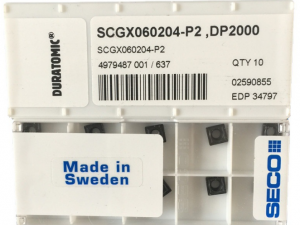 DURATOMIC®
SCGX060204-P2 ,DP2000
SCGX060204-P2
4979487 001 / 637
QTY 10
02590855
EDP 34797
Made in
Sweden
SECO